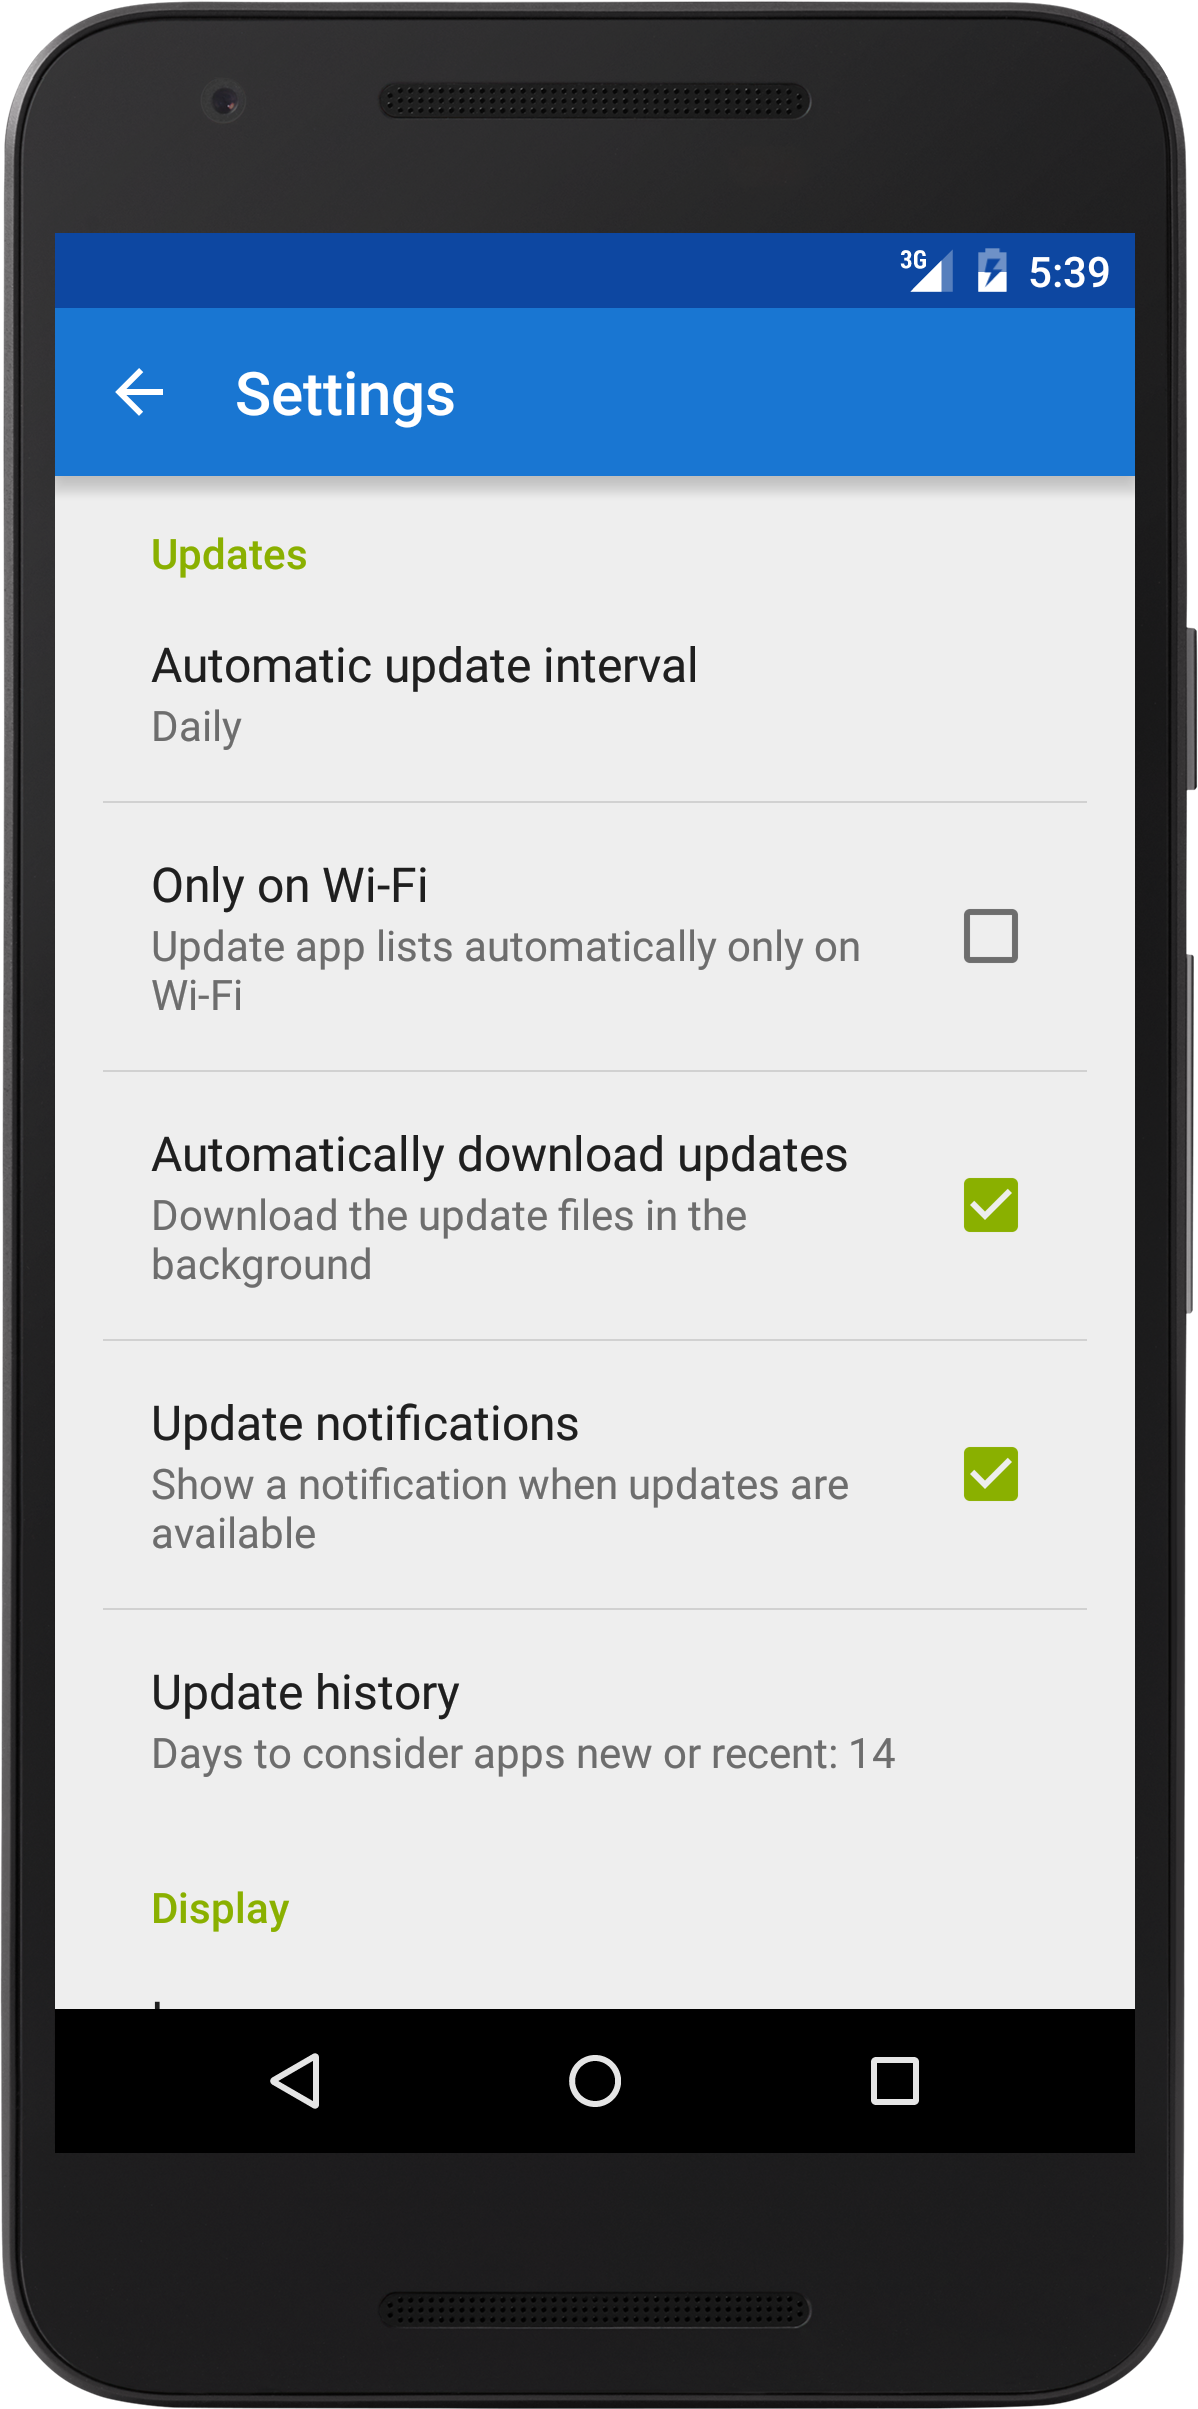 3G 5:39
Settings
Updates
Automatic update interval
Daily
Only on Wi-Fi
Update app lists automatically only on
Wi-Fi
Automatically download updates
Download the update files in the
background
Update notifications
Show a notification when updates are
available
Update history
Days to consider apps new or recent: 14
Display